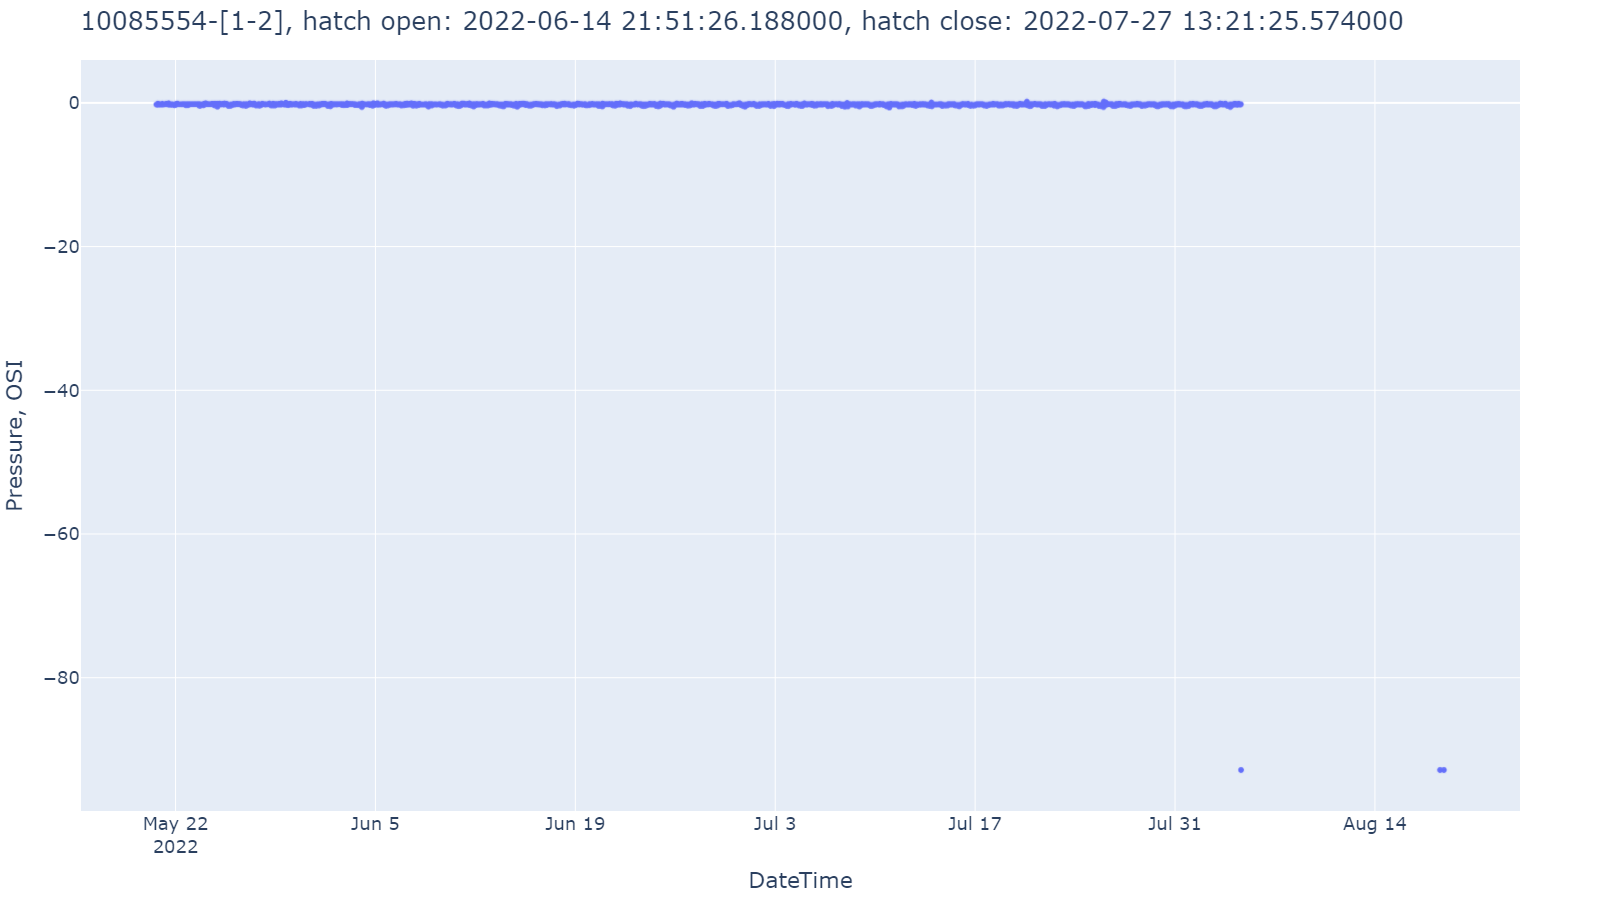 10085554-[1-2], hatch open: 2022-06-14 21:51:26.188000, hatch close: 2022-07-27 13:21:25.574000
0
−20
−40
−60
−80
Pressure, OSI
May 22 Jun 5 Jun 19 Jul 3 Jul 17 Jul 31 Aug 14
2022
DateTime